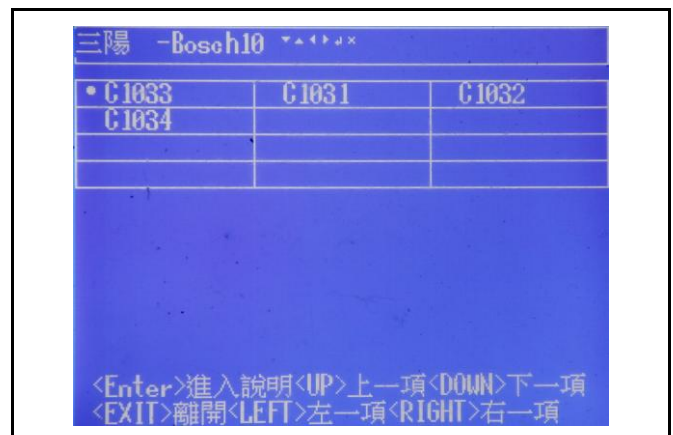 三陽 -Bosch10 ▼▲◀▶↲×
• C1033 C1031 C1032
C1034
<Enter>進入說明<UP>上一項<DOWN>下一項
<EXIT>離開<LEFT>左一項<RIGHT>右一項